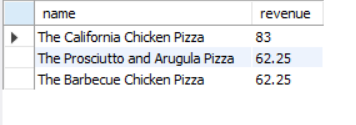 name revenue
The California Chicken Pizza 83
The Prosciutto and Arugula Pizza 62.25
The Barbecue Chicken Pizza 62.25